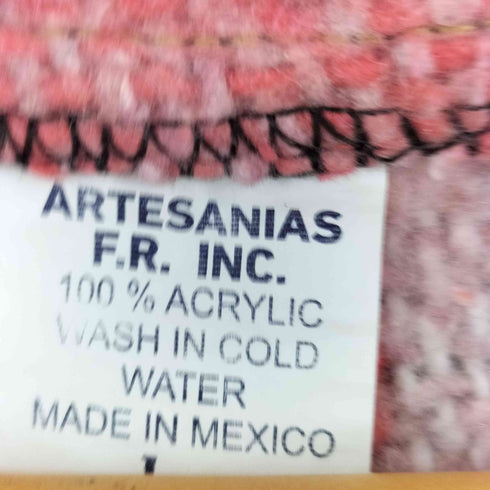 ARTESANIAS
F.R. INC.
100 % ACRYLIC
WASH IN COLD
WATER
MADE IN MEXICO